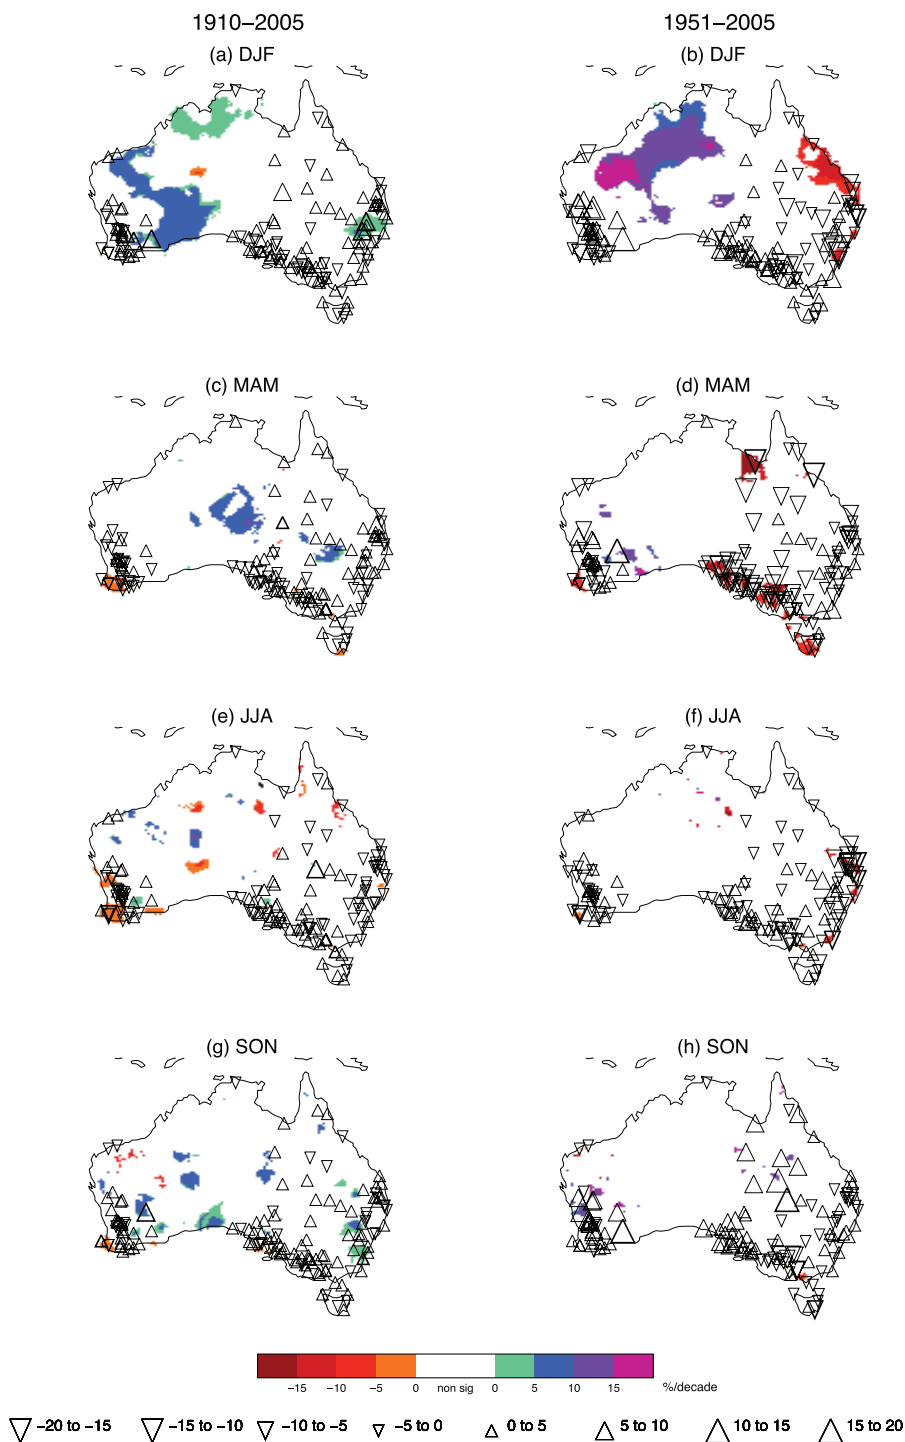 1910–2005 1951–2005
(a) DJF (b) DJF
(c) MAM (d) MAM
(e) JJA (f) JJA
(g) SON (h) SON
−15 −10 −5 0 non sig 0 5 10 15 %/decade
−20 to −15 −15 to −10 −10 to −5 −5 to 0 0 to 5 5 to 10 10 to 15 15 to 20